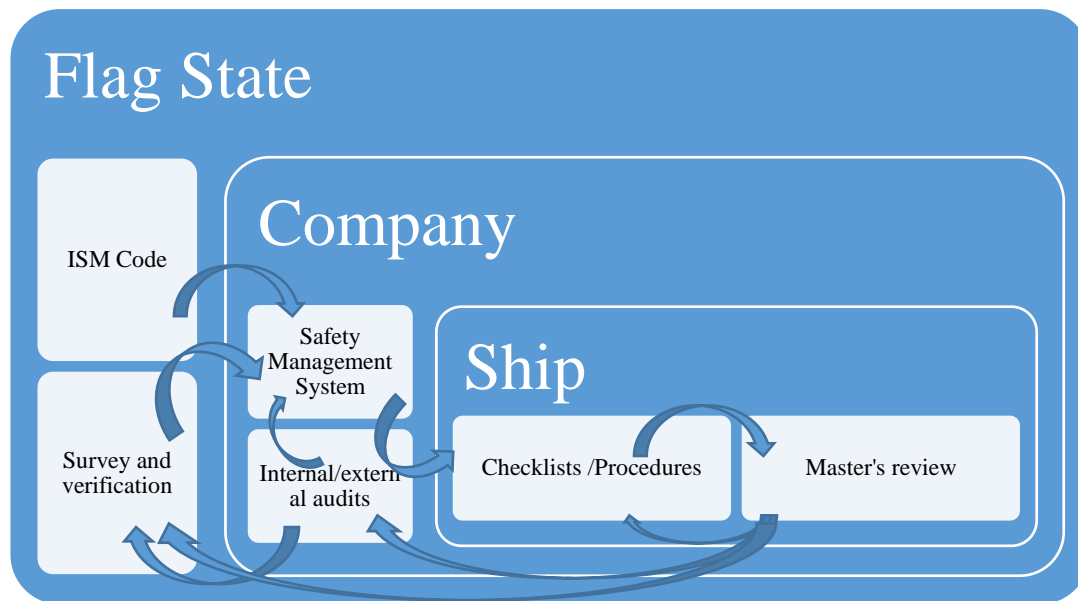 Flag State
ISM Code
Company
Safety
Management
System
Ship
Survey and
verification
Internal/extern
al audits
Checklists /Procedures
Master's review